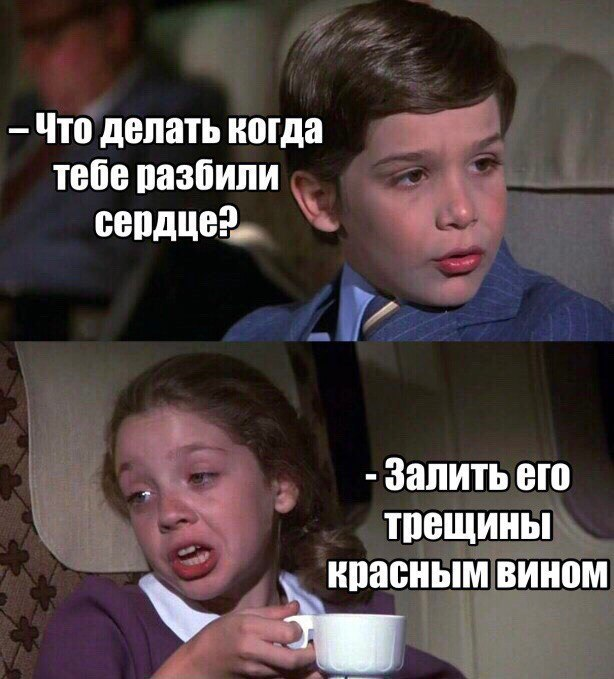 – Что делать когда
тебе разбили
сердце?
- Залить его
трещины
красным вином